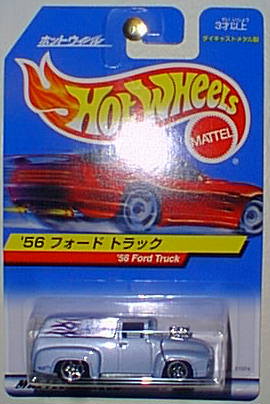 ホットウィル
3才以上
ダイキャストメタル製
Hot Wheels
MATTEL
'56 フォード トラック
'56 Ford Truck